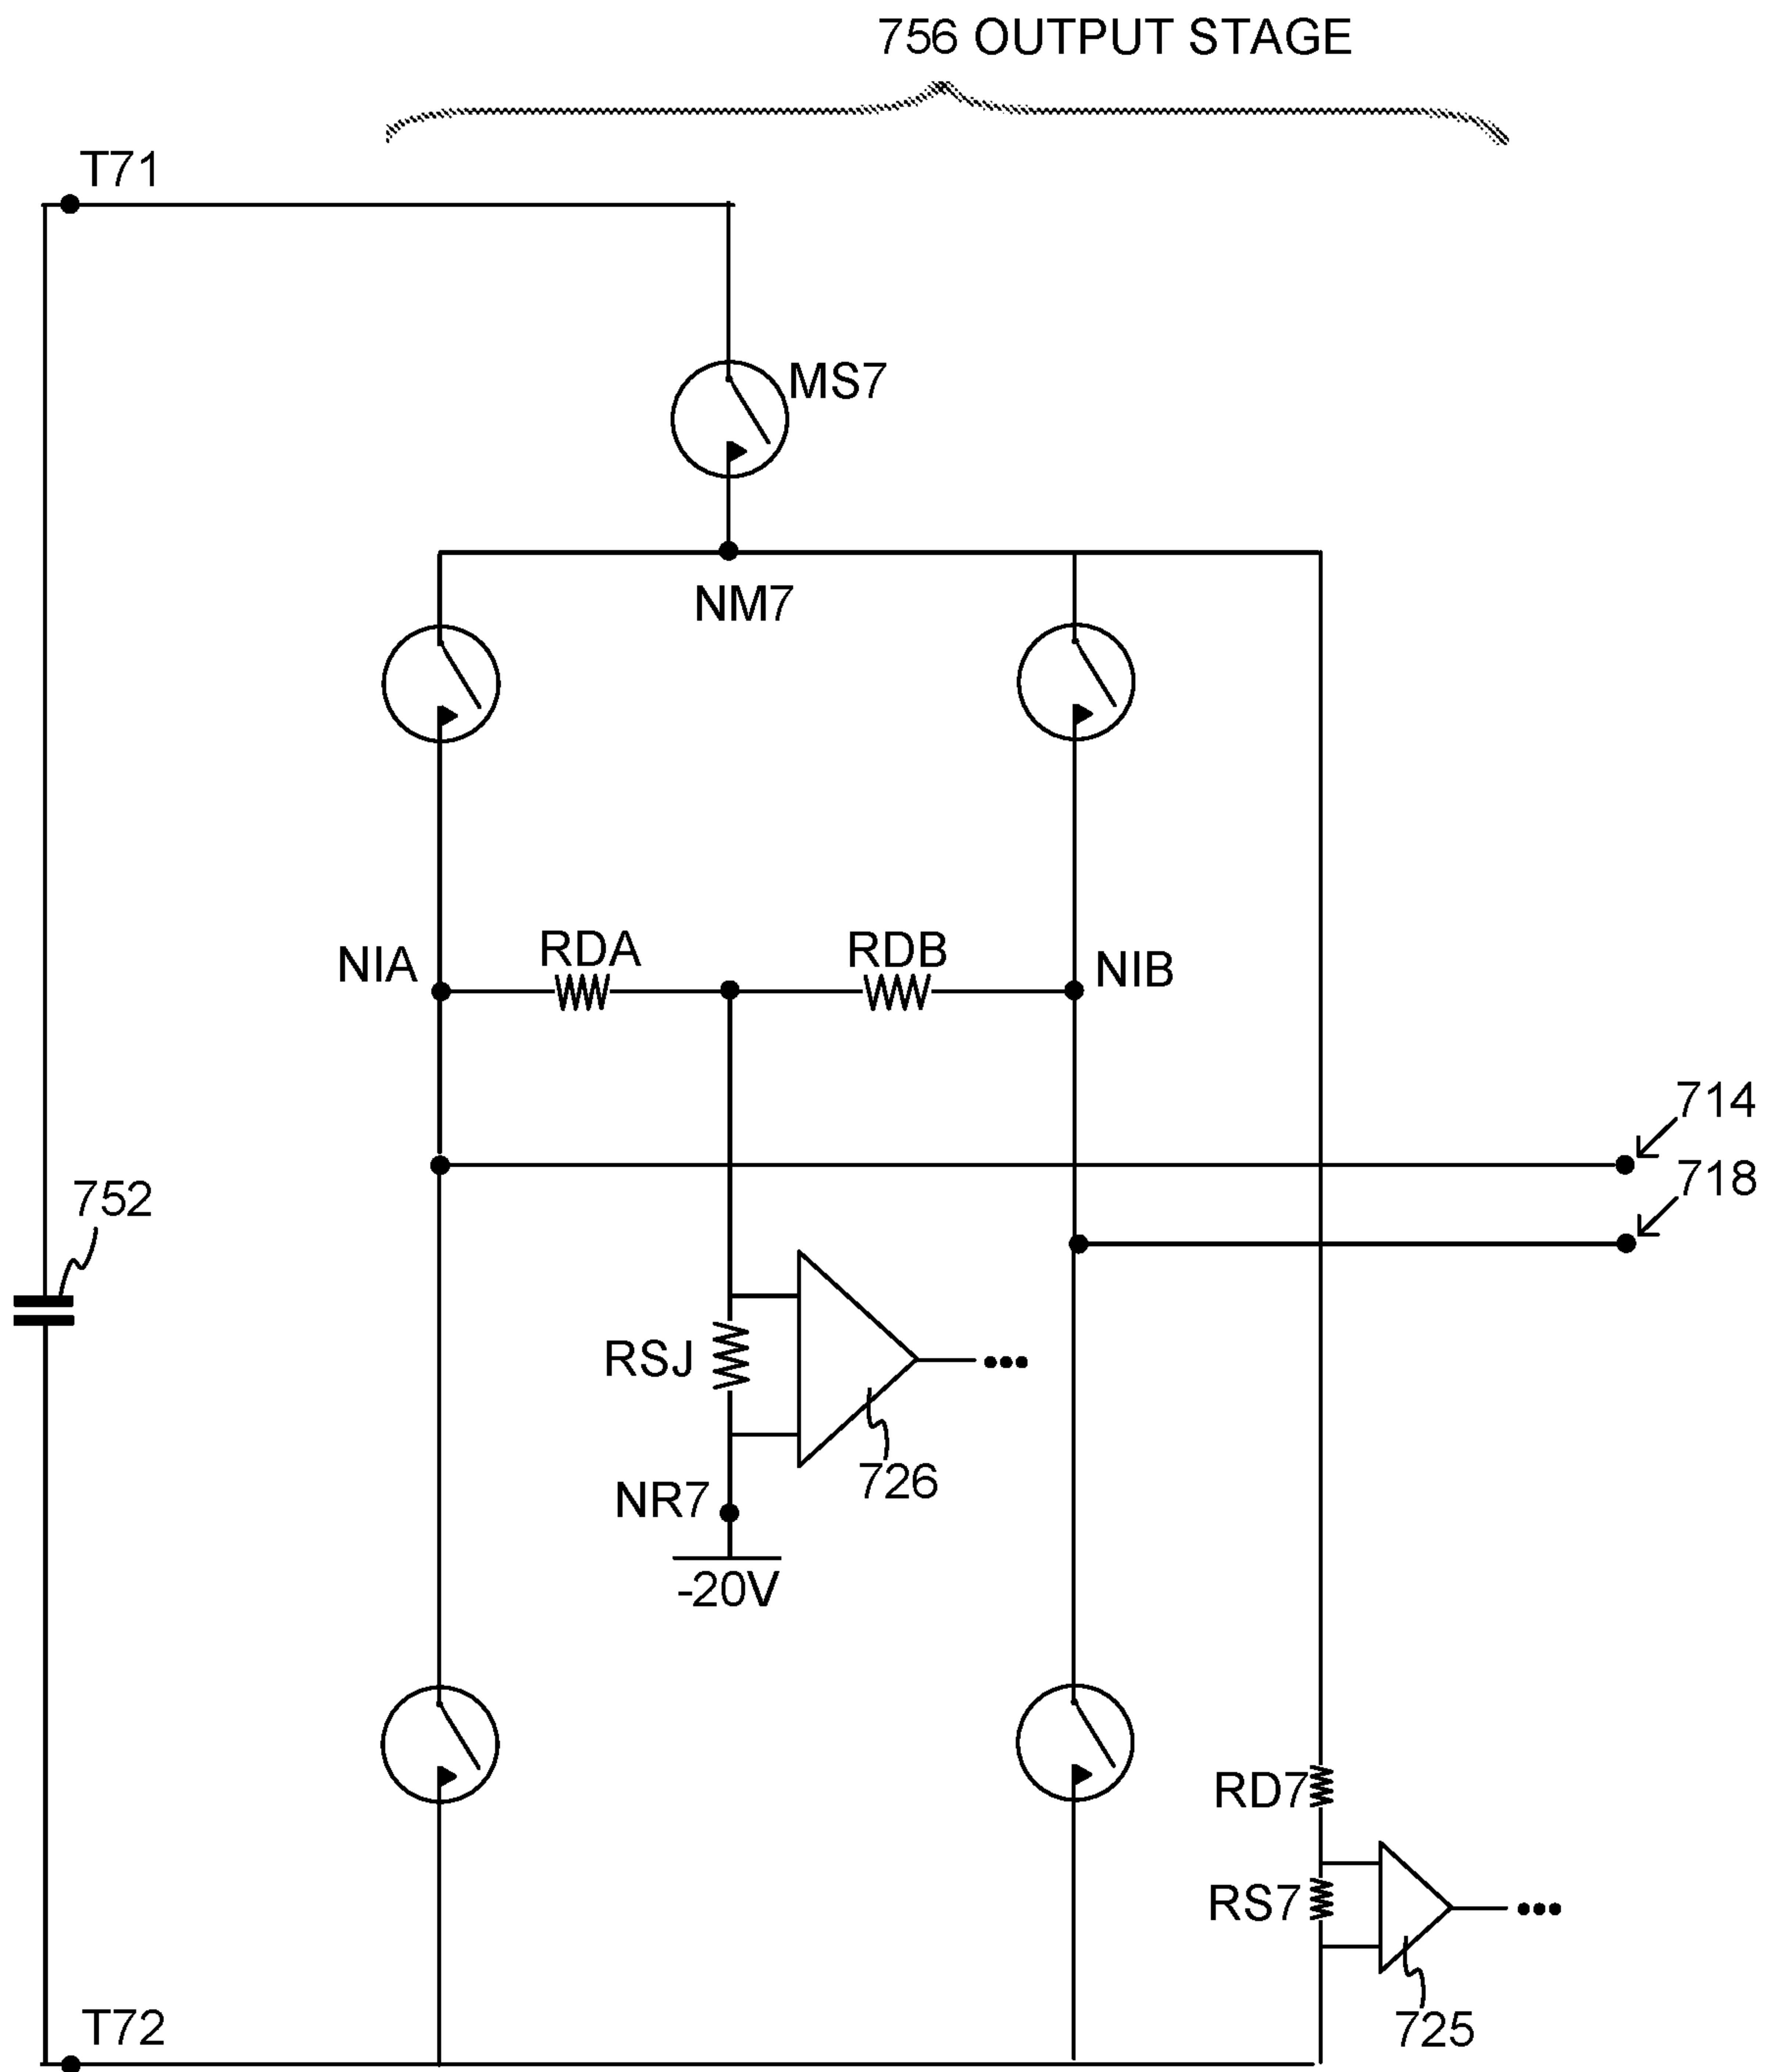 756 OUTPUT STAGE
T71
MS7
NM7
NIA
RDA
RDB
NIB
714
718
752
RSJ
726
NR7
-20V
RD7
RS7
725
T72